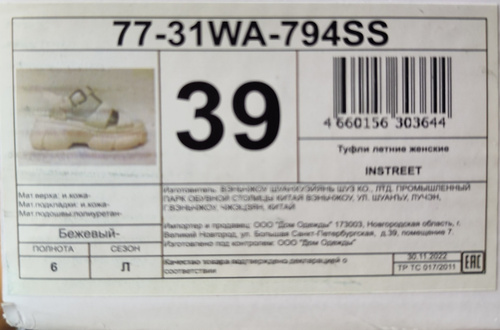 77-31WA-794SS
39
4 660156 303644
Туфли летние женские
INSTREET
Мат.верха: и.кожа-
Мат.подкладки: и.кожа-
Мат.подошвы:полиуретан-
Бежевый-
ПОЛНОТА СЕЗОН
6 Л
Изготовитель: ВЭНЬЧЖОУ ШУАНХУЭЙЯНЬ ШУЗ КО., ЛТД, ПРОМЫШЛЕННЫЙ
ПАРК ОБУВНОЙ СТОЛИЦЫ КИТАЯ ВЭНЬЧЖОУ, УЛ. ШУАНЪУ, ЛУЧЭН,
Г.ВЭНЬЧЖОУ, ЧЖЭЦЗЯН, КИТАЙ
Импортер и продавец: ООО "Дом Одежды" 173003, Новгородская область, г
Великий Новгород, ул. Большая Санкт-Петербургская, д.39, помещение 7.
Изготовлено под контролем: ООО "Дом Одежды"
Качество товара подтверждено декларацией о
соответствии
30.11.2022
ТР ТС 017/2011
EAC